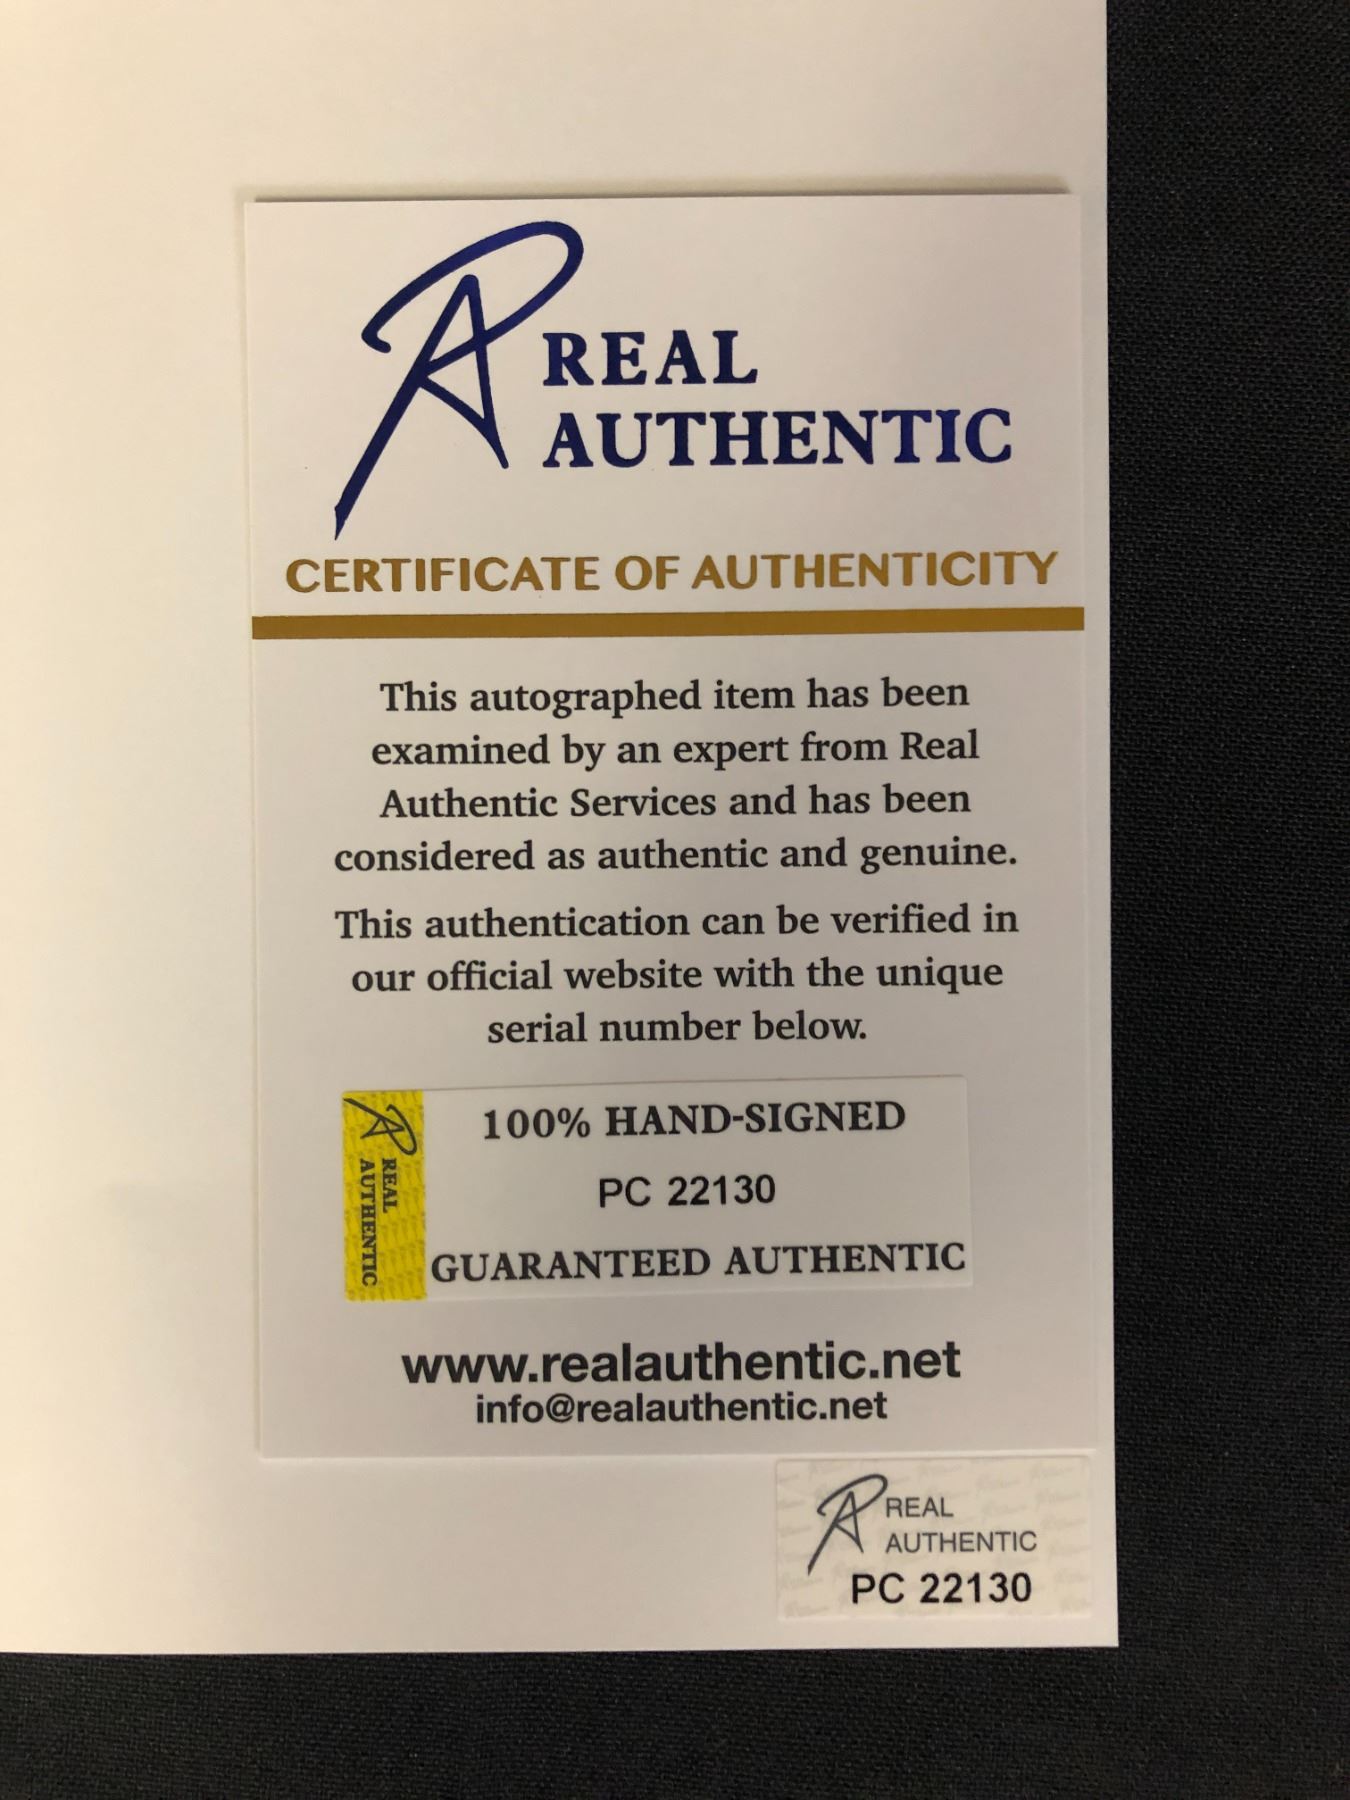 REAL
AUTHENTIC
CERTIFICATE OF AUTHENTICITY
This autographed item has been
examined by an expert from Real
Authentic Services and has been
considered as authentic and genuine.
This authentication can be verified in
our official website with the unique
serial number below.
REAL
AUTHENTIC
100% HAND-SIGNED
PC 22130
GUARANTEED AUTHENTIC
www.realauthentic.net
info@realauthentic.net
REAL
AUTHENTIC
PC 22130